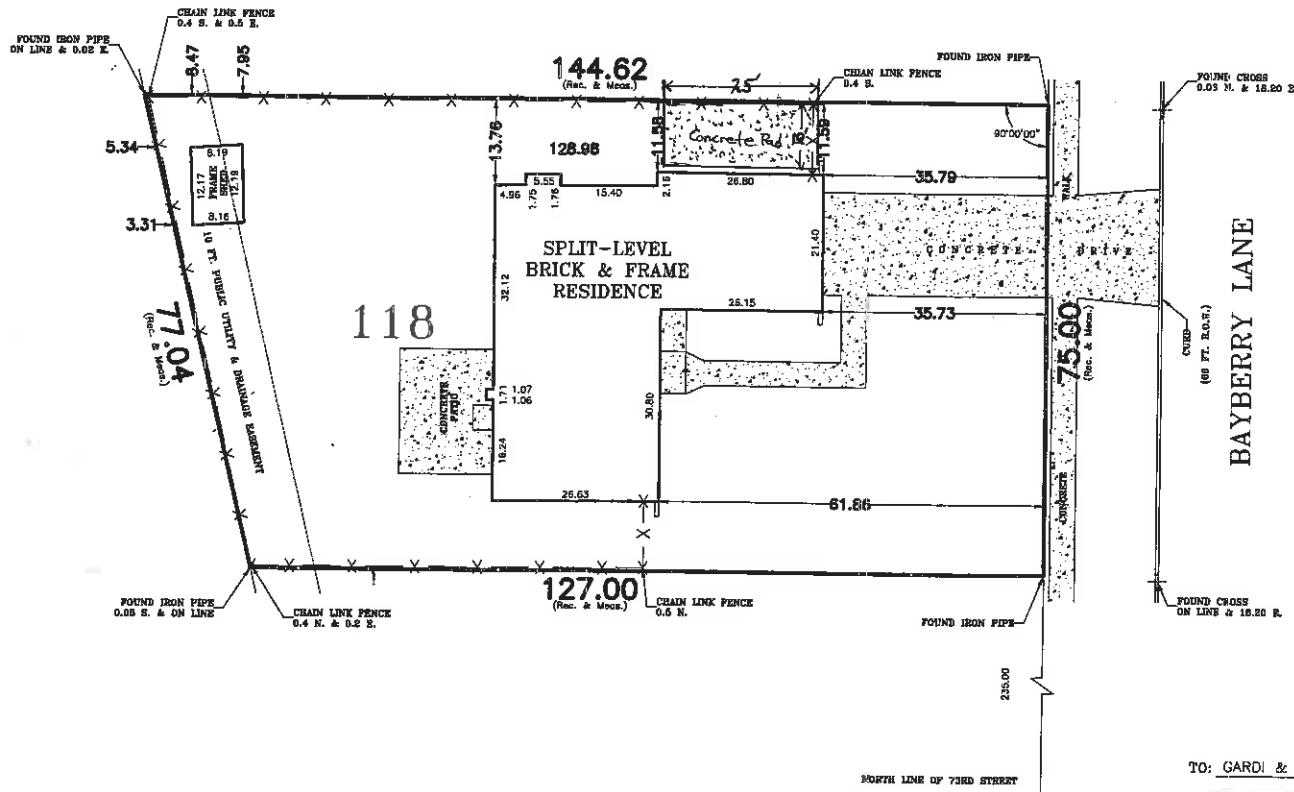 CHAIN LINK FENCE
0.4 S. & 0.5 E.
FOUND IRON PIPE
ON LINE & 0.02 E.
8.47
7.95
144.62
(Rec. & Meas.)
25'
CHIAN LINK FENCE
0.4 S.
FOUND IRON PIPE
FOUND CROSS
0.03 N. & 18.20 E
90°00'00"
5.34
8.19
12.17
FRAME
SHED
12.19
8.16
3.31
13.76
128.98
11.58
Concrete Pad
11.59
4.96
5.55
1.75
1.76
15.40
2.15
26.80
35.79
WALK
SPLIT-LEVEL
BRICK & FRAME
RESIDENCE
21.40
CONCRETE DRIVE
32.12
118
25.15
35.73
77.04
(Rec. & Meas.)
10 FT. PUBLIC UTILITY & DRAINAGE EASEMENT
75.00
(Rec. & Meas.)
CURB
(66 FT. R.O.W.)
BAYBERRY LANE
CONCRETE
PATIO
1.71
1.07
1.06
30.80
18.24
26.63
61.86
CONCRETE
127.00
(Rec. & Meas.)
FOUND IRON PIPE
0.05 S. & ON LINE
CHAIN LINK FENCE
0.4 N. & 0.2 E.
CHAIN LINK FENCE
0.5 N.
FOUND IRON PIPE
FOUND CROSS
ON LINE & 18.20 E.
235.00
NORTH LINE OF 73RD STREET
TO: GARDI &